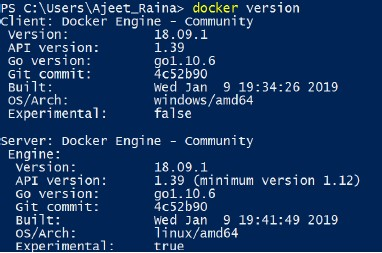 PS C:\Users\Ajeet_Raina> docker version
Client: Docker Engine - Community
 Version:           18.09.1
 API version:       1.39
 Go version:        go1.10.6
 Git commit:        4c52b90
 Built:             Wed Jan  9 19:34:26 2019
 OS/Arch:           windows/amd64
 Experimental:      false

Server: Docker Engine - Community
 Engine:
  Version:          18.09.1
  API version:      1.39 (minimum version 1.12)
  Go version:       go1.10.6
  Git commit:       4c52b90
  Built:            Wed Jan  9 19:41:49 2019
  OS/Arch:          linux/amd64
  Experimental:     true